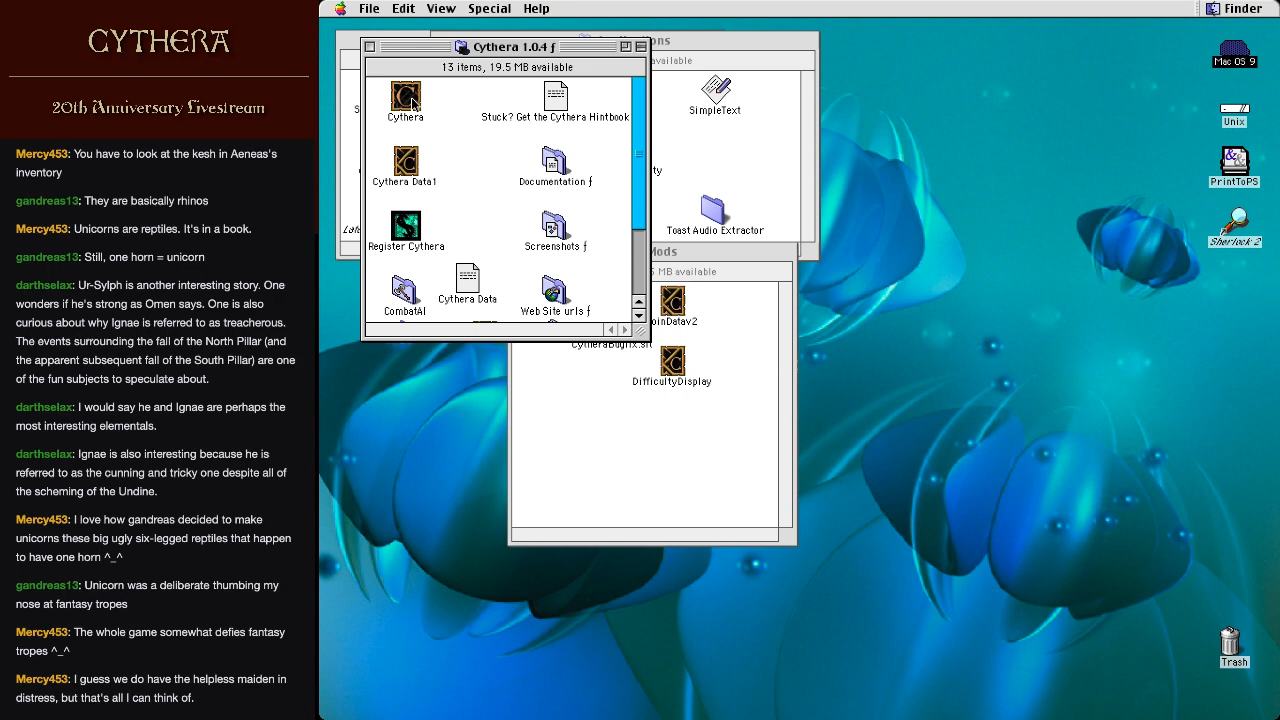 CYTHERA
20th Anniversary Livestream
Mercy453: You have to look at the kesh in Aeneas's
inventory
gandreas13: They are basically rhinos
Mercy453: Unicorns are reptiles. It's in a book.
gandreas13: Still, one horn = unicorn
darthselax: Ur-Sylph is another interesting story. One
wonders if he's strong as Omen says. One is also
curious about why Ignae is referred to as treacherous.
The events surrounding the fall of the North Pillar (and
the apparent subsequent fall of the South Pillar) are one
of the fun subjects to speculate about.
darthselax: I would say he and Ignae are perhaps the
most interesting elementals.
darthselax: Ignae is also interesting because he is
referred to as the cunning and tricky one despite all of
the scheming of the Undine.
Mercy453: I love how gandreas decided to make
unicorns these big ugly six-legged reptiles that happen
to have one horn ^_^
gandreas13: Unicorn was a deliberate thumbing my
nose at fantasy tropes
Mercy453: The whole game somewhat defies fantasy
tropes ^_^
Mercy453: I guess we do have the helpless maiden in
distress, but that's all I can think of.
File Edit View Special Help
Finder
Cythera 1.0.4 ƒ
13 items, 19.5 MB available
Cythera
Stuck? Get the Cythera Hintbook
Cythera Data1
Documentation ƒ
Register Cythera
Screenshots ƒ
CombatAI
Cythera Data
Web Site urls ƒ
ions
available
SimpleText
ty
Toast Audio Extractor
Mods
5 MB available
oinDatav2
CytheraBugfix.sit
DifficultyDisplay
Mac OS 9
Unix
PrintToPS
Sherlock 2
Trash